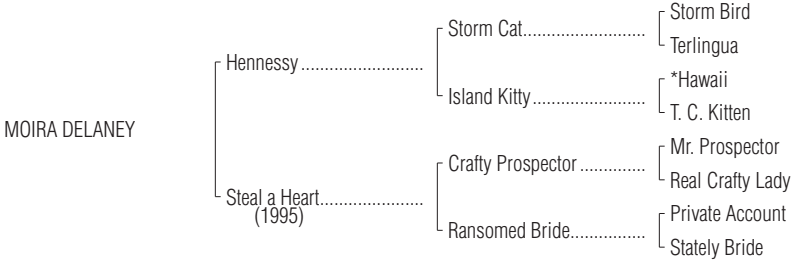 MOIRA DELANEY
Hennessy ..........................
Steal a Heart......................
(1995)
Storm Cat..........................
Island Kitty........................
Crafty Prospector ..............
Ransomed Bride................
Storm Bird
Terlingua
*Hawaii
T. C. Kitten
Mr. Prospector
Real Crafty Lady
Private Account
Stately Bride